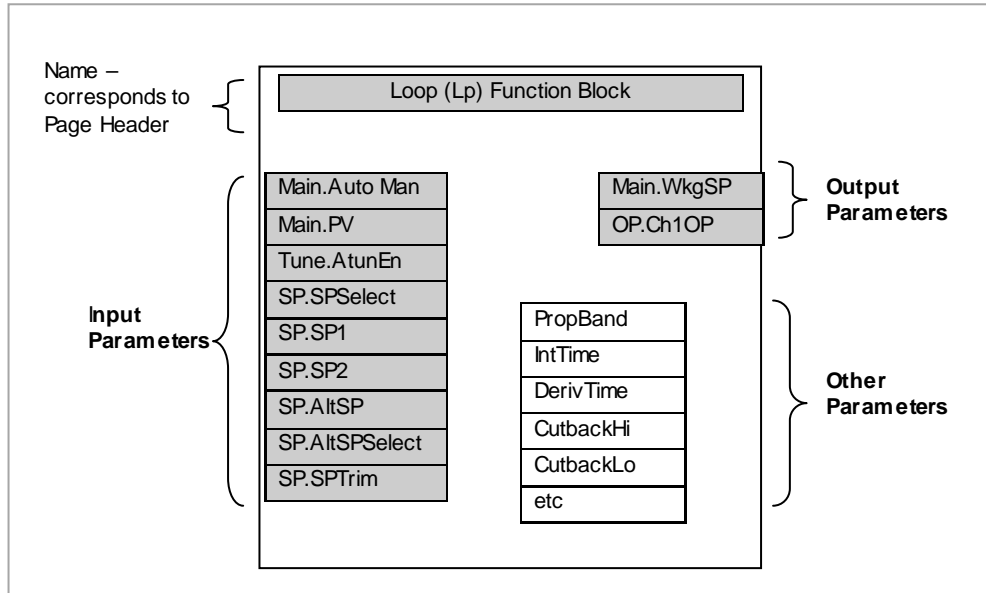 Name –
corresponds to
Page Header
Loop (Lp) Function Block
Input
Parameters
Main.Auto Man
Main.PV
Tune.AtunEn
SP.SPSelect
SP.SP1
SP.SP2
SP.AltSP
SP.AltSPSelect
SP.SPTrim
Main.WkgSP
OP.Ch1OP
Output
Parameters
PropBand
IntTime
DerivTime
CutbackHi
CutbackLo
etc
Other
Parameters